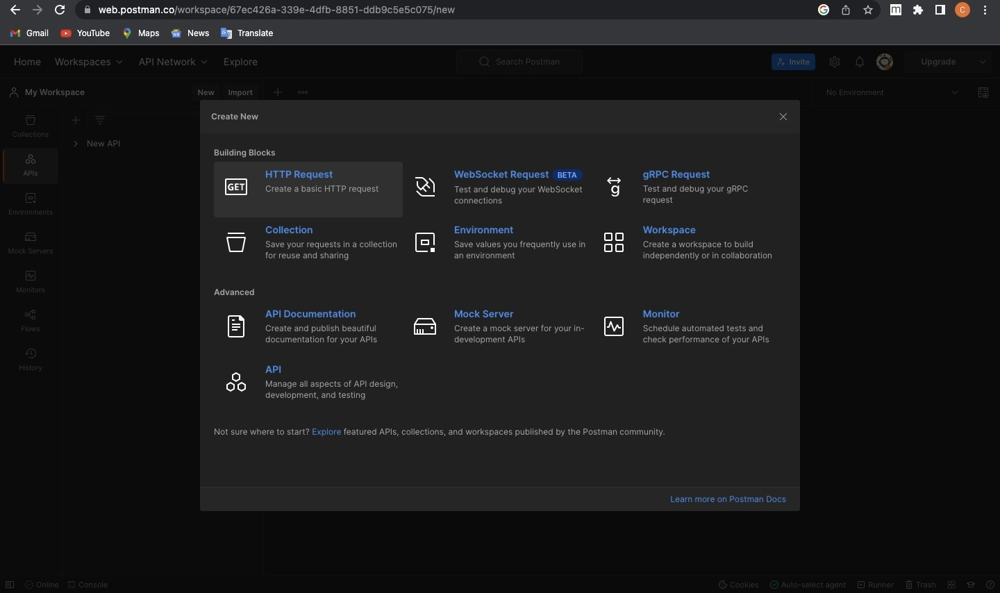 web.postman.co/workspace/67ec426a-339e-4dfb-8851-ddb9c5e5c075/new
m
C
Gmail YouTube Maps News Translate
Home Workspaces API Network Explore Search Postman Invite Upgrade
My Workspace New Import No Environment
Create New
Collections
New API
APIs
Environments
Mock Servers
Monitors
Flows
History
Building Blocks
GET
HTTP Request
Create a basic HTTP request
WebSocket Request BETA
Test and debug your WebSocket
connections
g
gRPC Request
Test and debug your gRPC
request
Collection
Save your requests in a collection
for reuse and sharing
Environment
Save values you frequently use in
an environment
Workspace
Create a workspace to build
independently or in collaboration
Advanced
API Documentation
Create and publish beautiful
documentation for your APIs
Mock Server
Create a mock server for your in-
development APIs
Monitor
Schedule automated tests and
check performance of your APIs
API
Manage all aspects of API design,
development, and testing
Not sure where to start? Explore featured APIs, collections, and workspaces published by the Postman community.
Learn more on Postman Docs
Online Console Cookies Auto-select agent Runner Trash